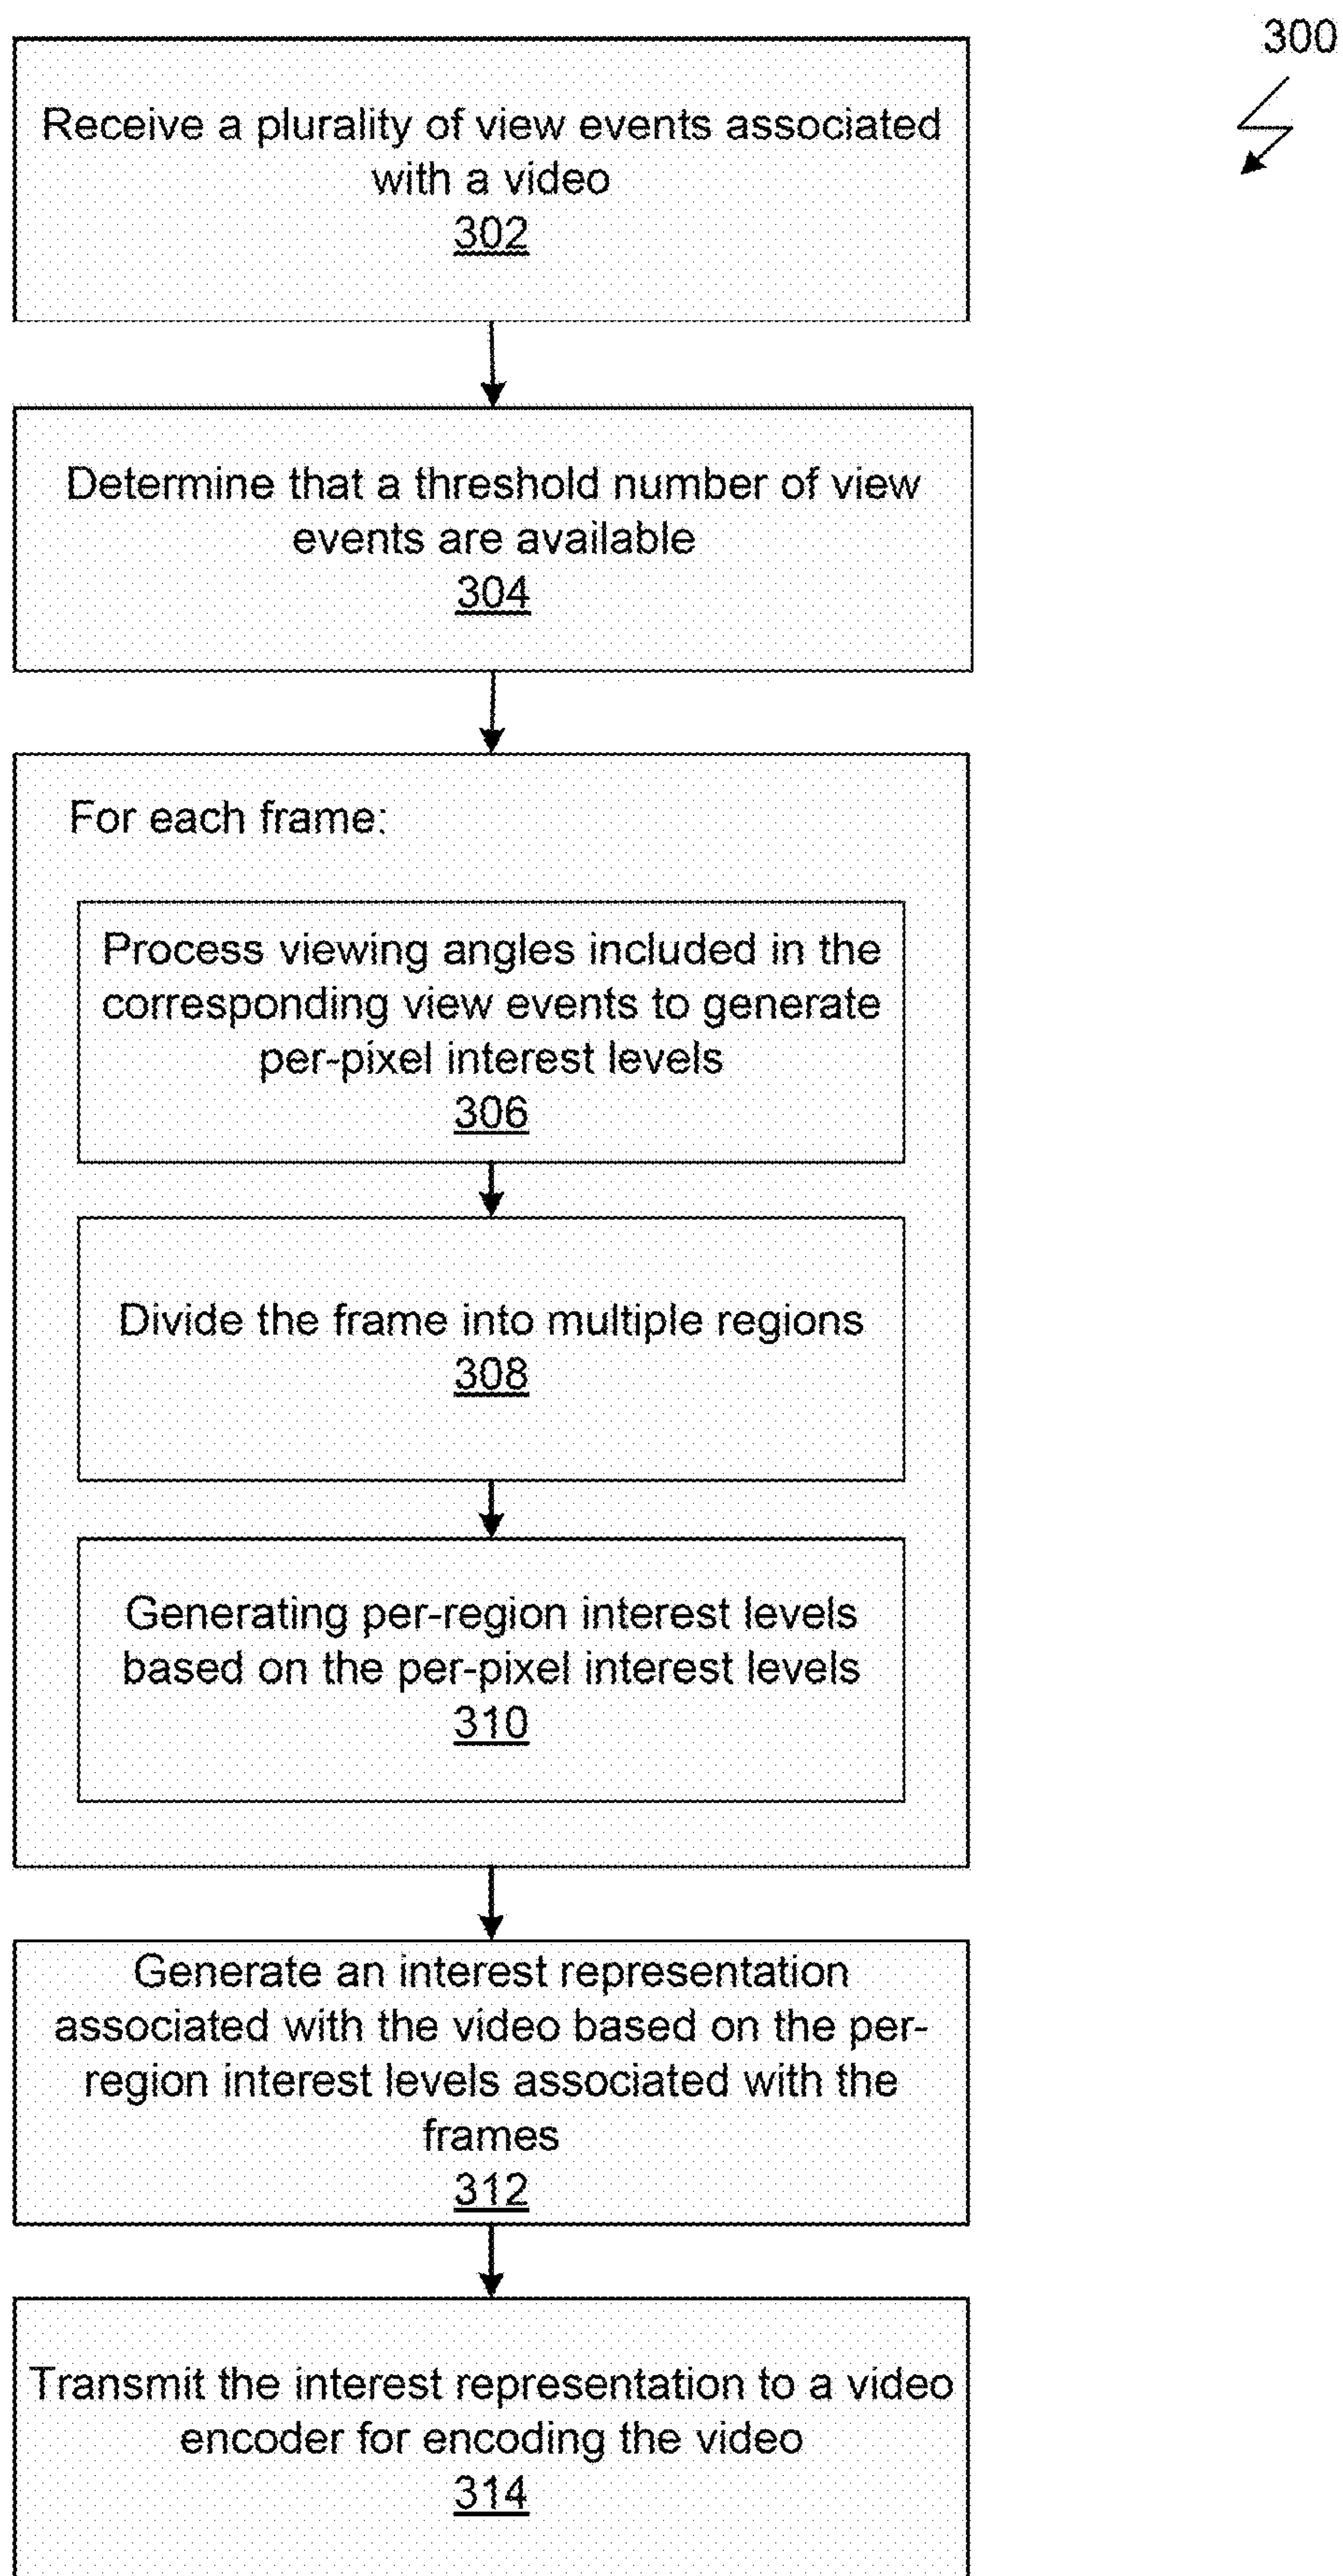 300
Receive a plurality of view events associated
with a video
302
Determine that a threshold number of view
events are available
304
For each frame:
Process viewing angles included in the
corresponding view events to generate
per-pixel interest levels
306
Divide the frame into multiple regions
308
Generating per-region interest levels
based on the per-pixel interest levels
310
Generate an interest representation
associated with the video based on the per-
region interest levels associated with the
frames
312
Transmit the interest representation to a video
encoder for encoding the video
314